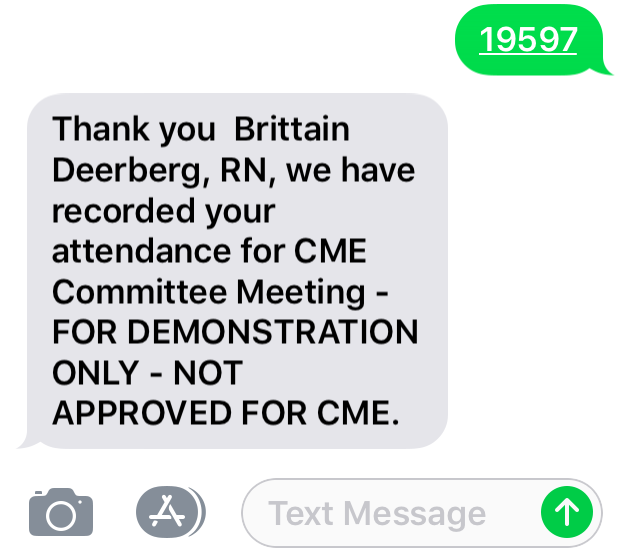 19597
Thank you  Brittain
Deerberg, RN, we have
recorded your
attendance for CME
Committee Meeting -
FOR DEMONSTRATION
ONLY - NOT
APPROVED FOR CME.
Text Message